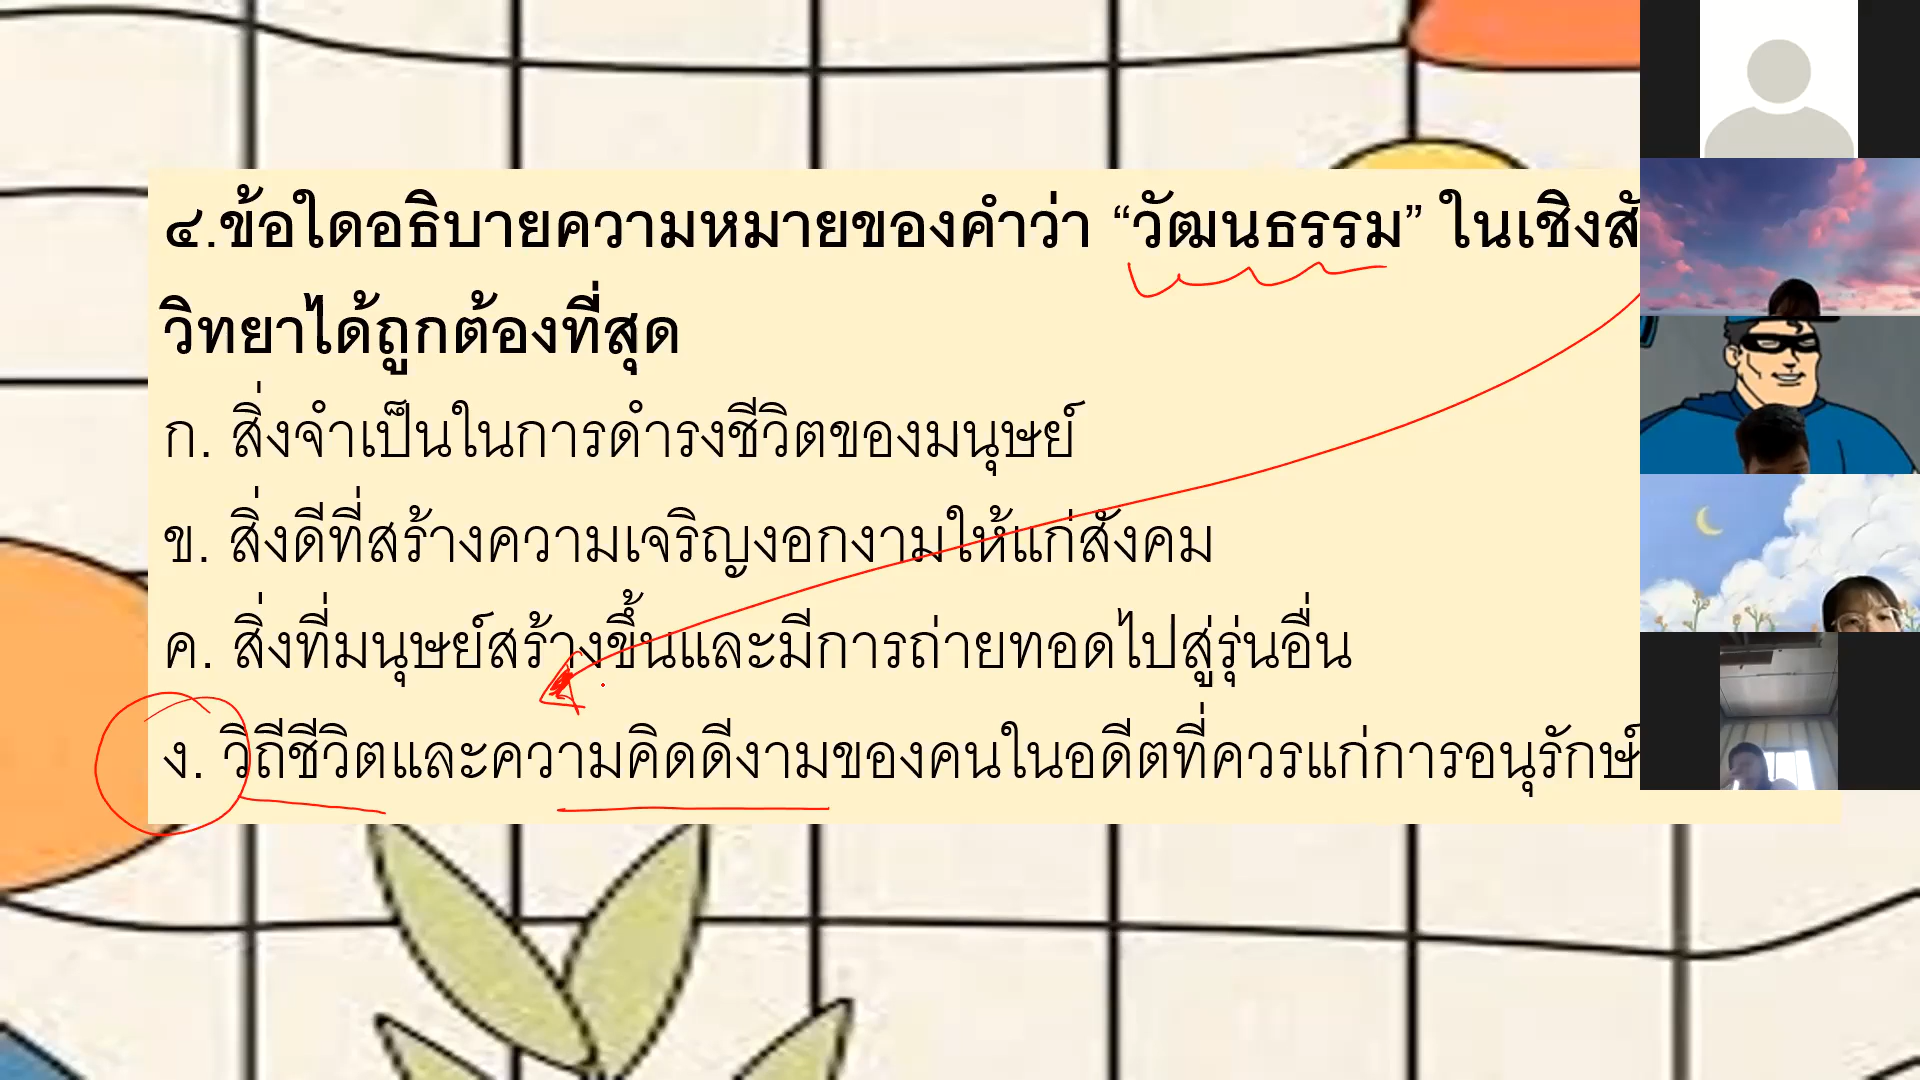 ๔.ข้อใดอธิบายความหมายของคำว่า “วัฒนธรรม” ในเชิงสั
วิทยาได้ถูกต้องที่สุด
ก. สิ่งจำเป็นในการดำรงชีวิตของมนุษย์
ข. สิ่งดีที่สร้างความเจริญงอกงามให้แก่สังคม
ค. สิ่งที่มนุษย์สร้างขึ้นและมีการถ่ายทอดไปสู่รุ่นอื่น
ง. วิถีชีวิตและความคิดดีงามของคนในอดีตที่ควรแก่การอนุรักษ์